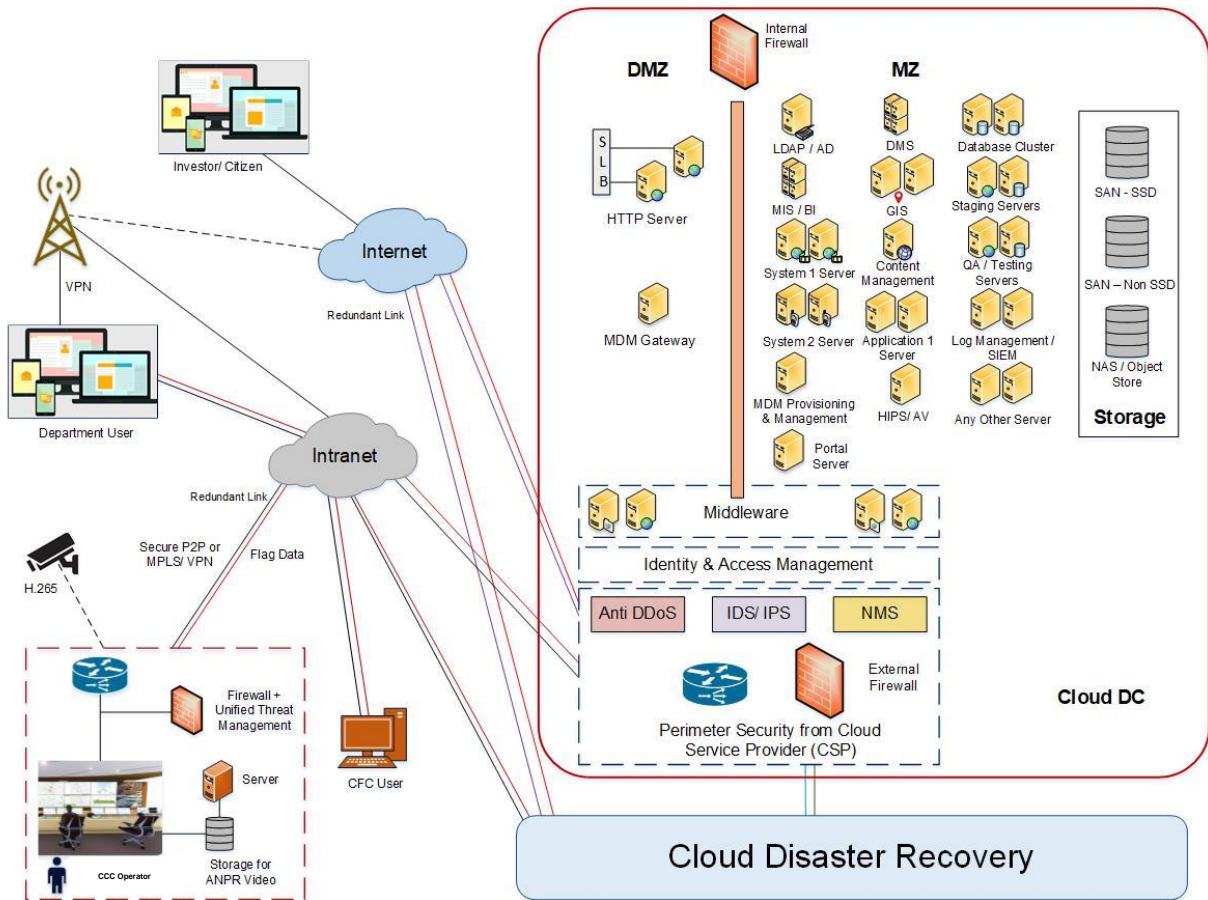 Investor/ Citizen
VPN
Internet
Redundant Link
Department User
Intranet
Redundant Link
Secure P2P or
MPLS/ VPN
Flag Data
H.265
Firewall +
Unified Threat
Management
Server
Storage for
ANPR Video
CCC Operator
CFC User
Internal
Firewall
DMZ
MZ
S
L
B
HTTP Server
MDM Gateway
LDAP / AD
DMS
Database Cluster
MIS / BI
GIS
Staging Servers
System 1 Server
Content
Management
QA / Testing
Servers
System 2 Server
Application 1
Server
Log Management /
SIEM
MDM Provisioning
& Management
HIPS/ AV
Any Other Server
Portal
Server
SAN - SSD
SAN – Non SSD
NAS / Object
Store
Storage
Middleware
Identity & Access Management
Anti DDoS
IDS/ IPS
NMS
External
Firewall
Perimeter Security from Cloud
Service Provider (CSP)
Cloud DC
Cloud Disaster Recovery